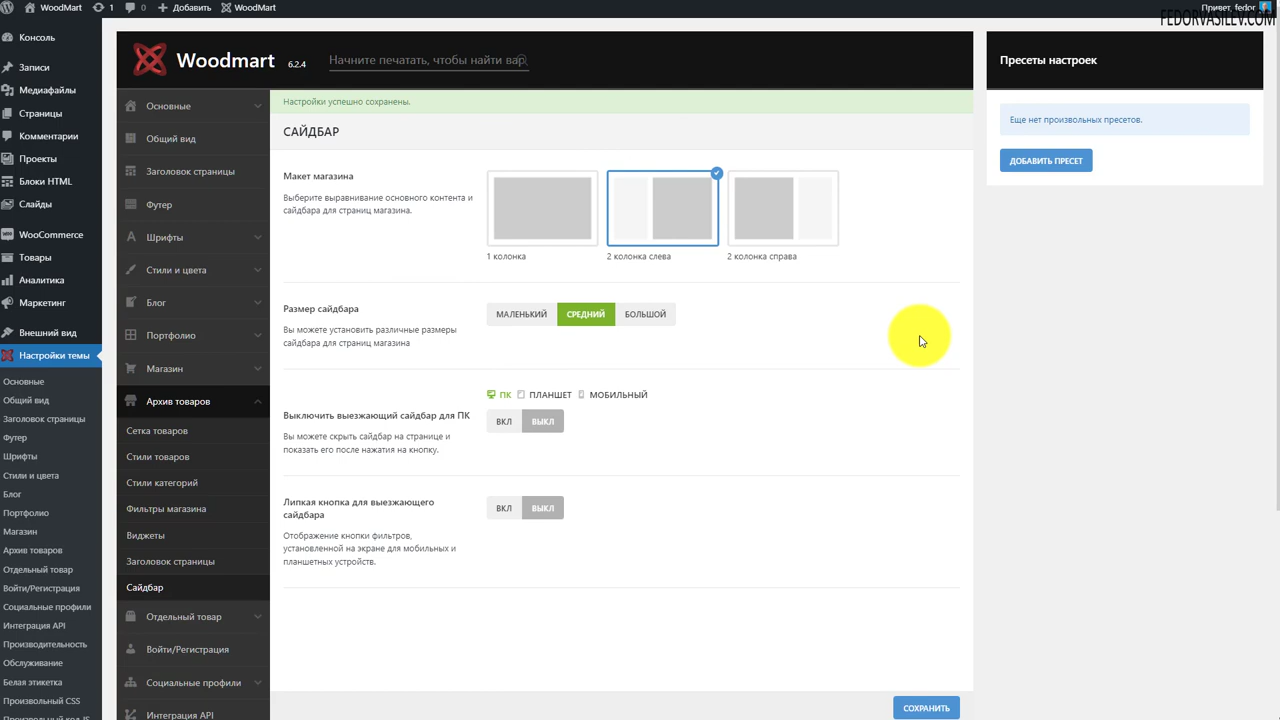 Woodmart
1
0
Добавить
Woodmart
Привет, fedor
FEDORVASILEV.COM
Консоль
Записи
Медиафайлы
Страницы
Комментарии
Проекты
Блоки HTML
Слайды
WooCommerce
Товары
Аналитика
Маркетинг
Внешний вид
Настройки темы
Основные
Общий вид
Заголовок страницы
Футер
Шрифты
Стили и цвета
Блог
Портфолио
Магазин
Архив товаров
Отдельный товар
Войти/Регистрация
Социальные профили
Интеграция API
Производительность
Обслуживание
Белая этикетка
Произвольный CSS
Произвольный код JS
Woodmart
6.2.4
Начните печатать, чтобы найти вар
Основные
Общий вид
Заголовок страницы
Футер
Шрифты
Стили и цвета
Блог
Портфолио
Магазин
Архив товаров
Сетка товаров
Стили товаров
Стили категорий
Фильтры магазина
Виджеты
Заголовок страницы
Сайдбар
Отдельный товар
Войти/Регистрация
Социальные профили
Интеграция API
Настройки успешно сохранены.
САЙДБАР
Макет магазина
Выберите выравнивание основного контента и
сайдбара для страниц магазина.
1 колонка
2 колонка слева
2 колонка справа
Размер сайдбара
Вы можете установить различные размеры
сайдбара для страниц магазина
МАЛЕНЬКИЙ
СРЕДНИЙ
БОЛЬШОЙ
ПК
ПЛАНШЕТ
МОБИЛЬНЫЙ
Выключить выезжающий сайдбар для ПК
Вы можете скрыть сайдбар на странице и
показать его после нажатия на кнопку.
ВКЛ
ВЫКЛ
Липкая кнопка для выезжающего
сайдбара
Отображение кнопки фильтров,
установленной на экране для мобильных и
планшетных устройств.
ВКЛ
ВЫКЛ
СОХРАНИТЬ
Пресеты настроек
Еще нет произвольных пресетов.
ДОБАВИТЬ ПРЕСЕТ